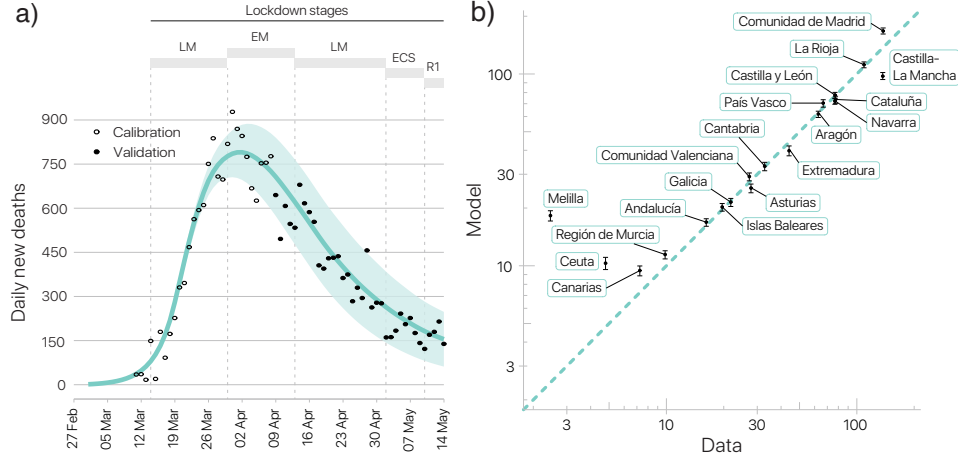 a)
Lockdown stages
LM
EM
LM
ECS
R1
Calibration
Validation
Daily new deaths
900
750
600
450
300
150
0
27 Feb
05 Mar
12 Mar
19 Mar
26 Mar
02 Apr
09 Apr
16 Apr
23 Apr
30 Apr
07 May
14 May
b)
Model
100
30
10
3
Comunidad de Madrid
La Rioja
Castilla-
La Mancha
Castilla y León
País Vasco
Cataluña
Navarra
Aragón
Cantabria
Extremadura
Comunidad Valenciana
Galicia
Asturias
Melilla
Andalucía
Islas Baleares
Región de Murcia
Ceuta
Canarias
3
10
30
100
Data